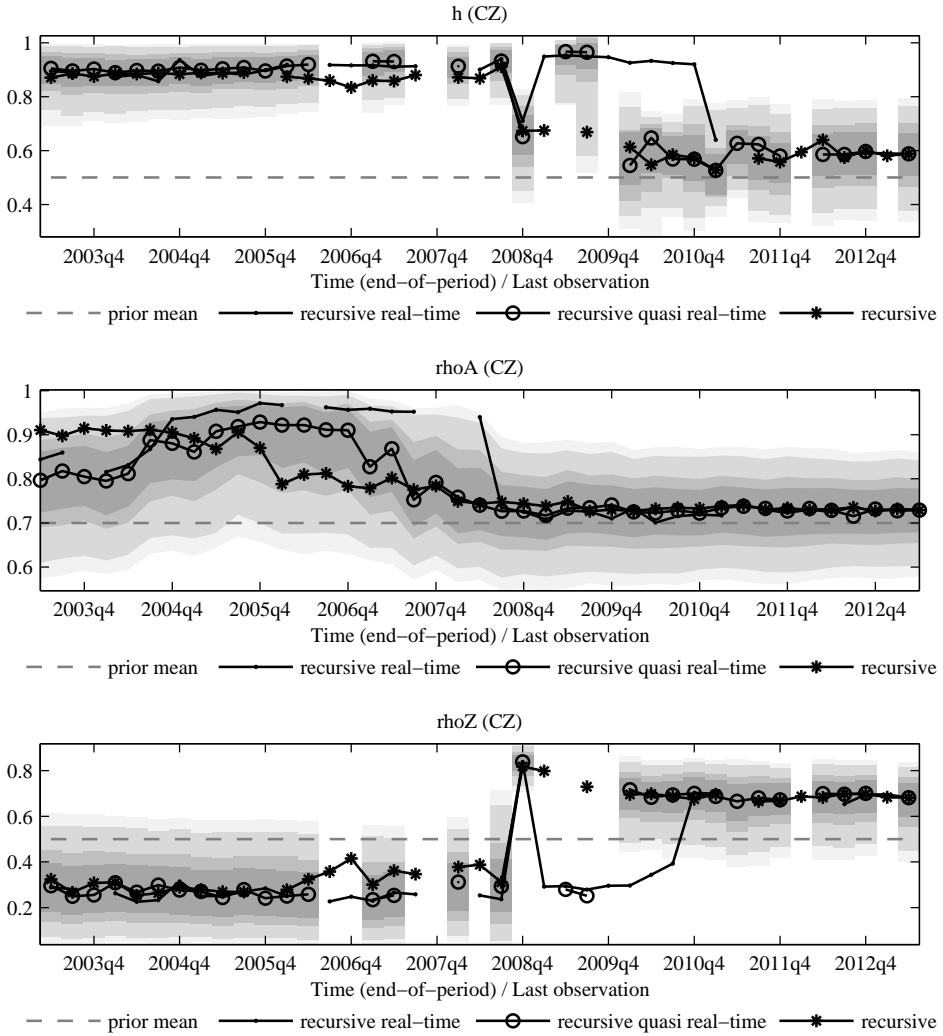 h (CZ)
1
0.8
0.6
0.4
2003q4 2004q4 2005q4 2006q4 2007q4 2008q4 2009q4 2010q4 2011q4 2012q4
Time (end−of−period) / Last observation
prior mean recursive real−time recursive quasi real−time recursive
rhoA (CZ)
1
0.9
0.8
0.7
0.6
2003q4 2004q4 2005q4 2006q4 2007q4 2008q4 2009q4 2010q4 2011q4 2012q4
Time (end−of−period) / Last observation
prior mean recursive real−time recursive quasi real−time recursive
rhoZ (CZ)
0.8
0.6
0.4
0.2
2003q4 2004q4 2005q4 2006q4 2007q4 2008q4 2009q4 2010q4 2011q4 2012q4
Time (end−of−period) / Last observation
prior mean recursive real−time recursive quasi real−time recursive